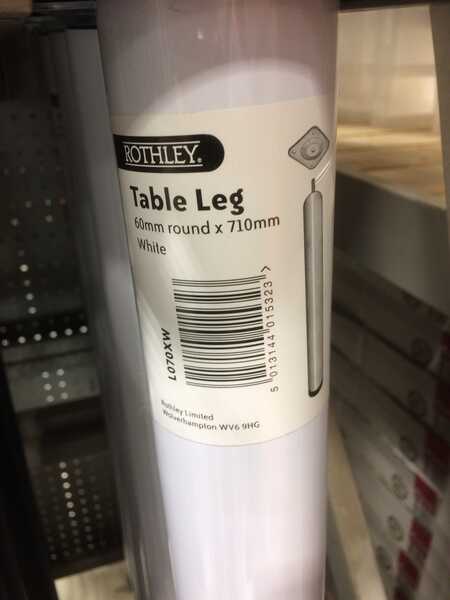 ROTHLEY®
Table Leg
60mm round x 710mm
White
L070XW
5 013144 015323 >
Rothley Limited
Wolverhampton WV6 9HG